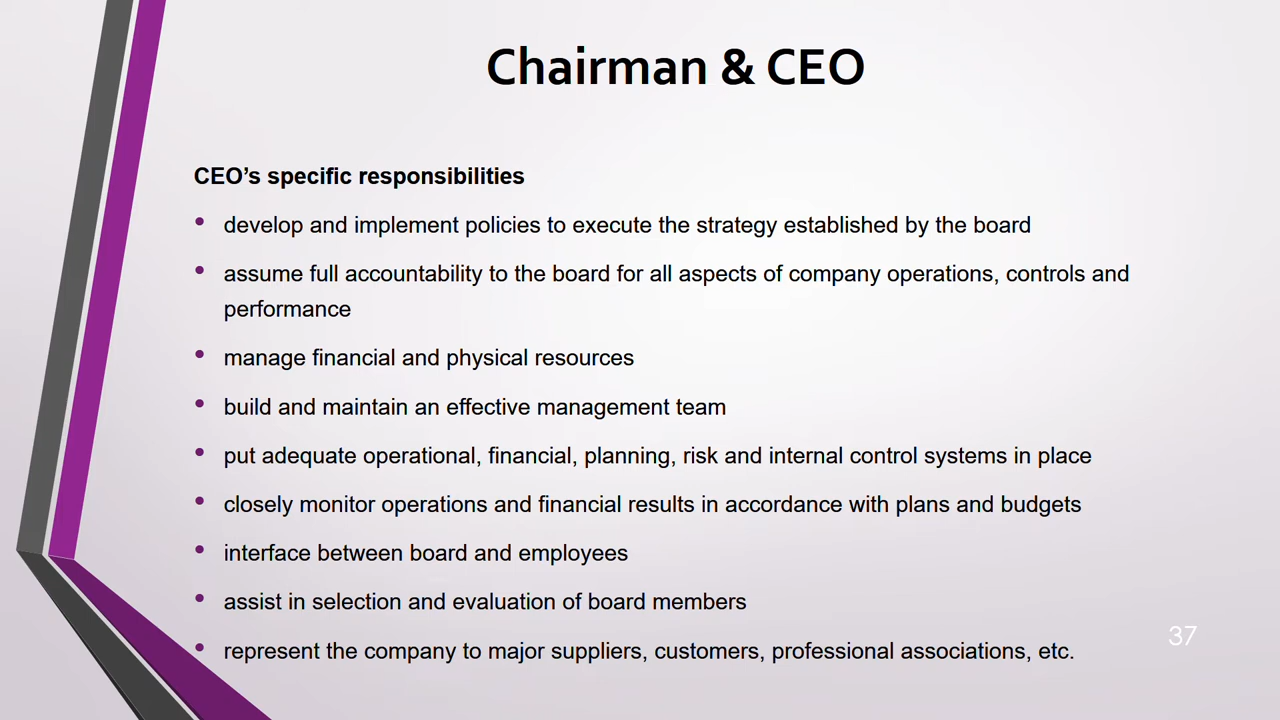 Chairman & CEO
CEO’s specific responsibilities
• develop and implement policies to execute the strategy established by the board
• assume full accountability to the board for all aspects of company operations, controls and
performance
• manage financial and physical resources
• build and maintain an effective management team
• put adequate operational, financial, planning, risk and internal control systems in place
• closely monitor operations and financial results in accordance with plans and budgets
• interface between board and employees
• assist in selection and evaluation of board members
• represent the company to major suppliers, customers, professional associations, etc.
37